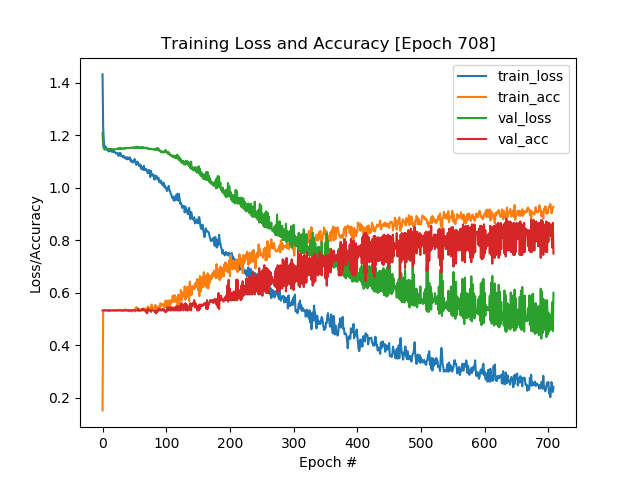 Training Loss and Accuracy [Epoch 708]
train_loss
train_acc
val_loss
val_acc
Loss/Accuracy
1.4
1.2
1.0
0.8
0.6
0.4
0.2
0 100 200 300 400 500 600 700
Epoch #